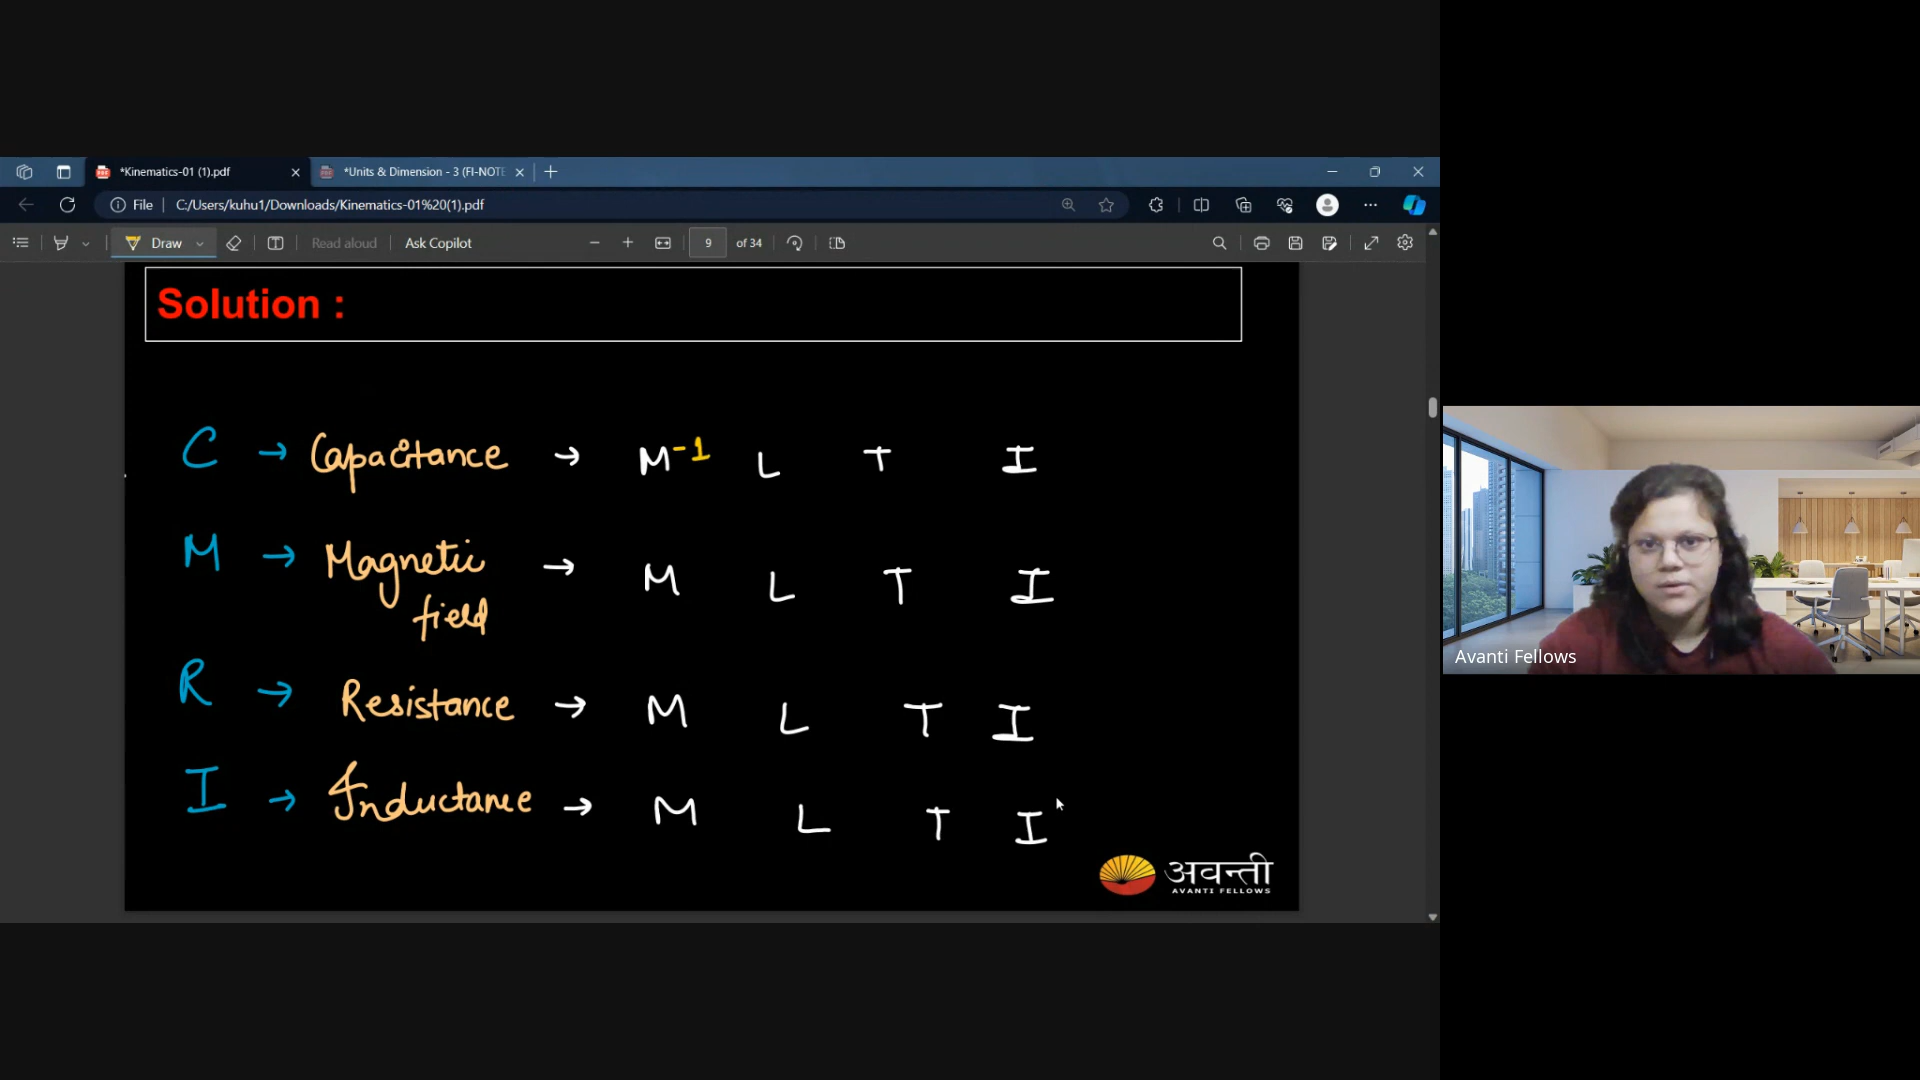 *Kinematics-01 (1).pdf
*Units & Dimension - 3 (FI-NOTE
File
C:/Users/kuhu1/Downloads/Kinematics-01%20(1).pdf
Draw
Read aloud
Ask Copilot
9
of 34
Solution :
C → Capacitance → M-1 L T I
M → Magnetic field → M L T I
R → Resistance → M L T I
I → Inductance → M L T I
अवन्ती
AVANTI FELLOWS
Avanti Fellows